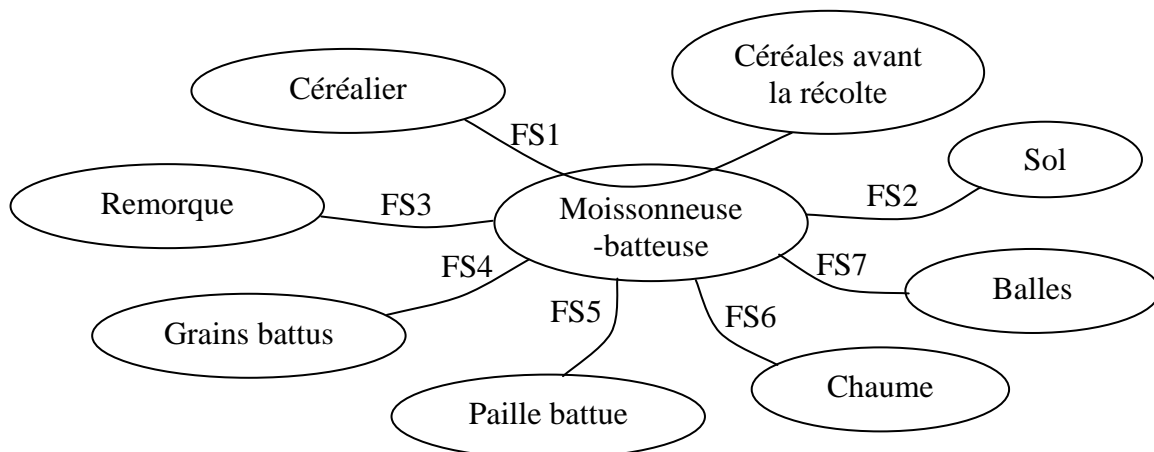 Céréalier
Céréales avant
la récolte
FS1
Sol
Remorque
FS3
Moissonneuse
-batteuse
FS2
FS4
FS7
Grains battus
FS5
FS6
Balles
Paille battue
Chaume